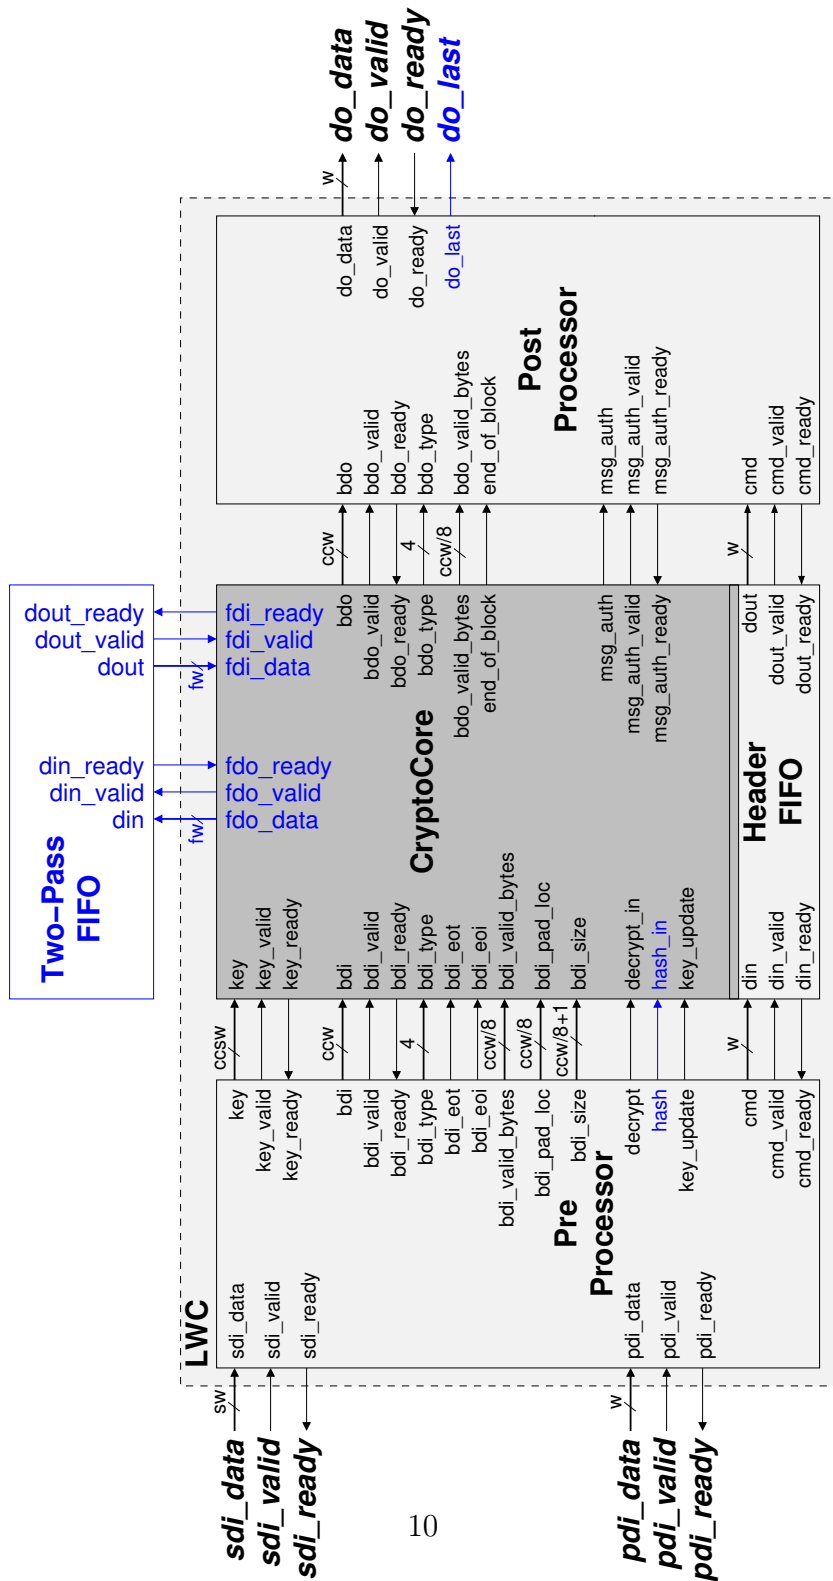 Two-Pass
FIFO
din
din_valid
din_ready
dout
dout_valid
dout_ready
fw
fw
fdo_data
fdo_valid
fdo_ready
fdi_data
fdi_valid
fdi_ready
LWC
sdi_data
sdi_valid
sdi_ready
pdi_data
pdi_valid
pdi_ready
sw
w
sdi_data
sdi_valid
sdi_ready
pdi_data
pdi_valid
pdi_ready
Pre
Processor
key
key_valid
key_ready
bdi
bdi_valid
bdi_ready
bdi_type
bdi_eot
bdi_eoi
bdi_valid_bytes
bdi_pad_loc
bdi_size
decrypt
hash
key_update
cmd
cmd_valid
cmd_ready
ccsw
ccw
4
ccw/8
ccw/8
ccw/8+1
w
key
key_valid
key_ready
bdi
bdi_valid
bdi_ready
bdi_type
bdi_eot
bdi_eoi
bdi_valid_bytes
bdi_pad_loc
bdi_size
decrypt_in
hash_in
key_update
CryptoCore
bdo
bdo_valid
bdo_ready
bdo_type
bdo_valid_bytes
end_of_block
msg_auth
msg_auth_valid
msg_auth_ready
din
din_valid
din_ready
Header
FIFO
dout
dout_valid
dout_ready
ccw
4
ccw/8
w
bdo
bdo_valid
bdo_ready
bdo_type
bdo_valid_bytes
end_of_block
msg_auth
msg_auth_valid
msg_auth_ready
cmd
cmd_valid
cmd_ready
Post
Processor
do_data
do_valid
do_ready
do_last
w
do_data
do_valid
do_ready
do_last
10